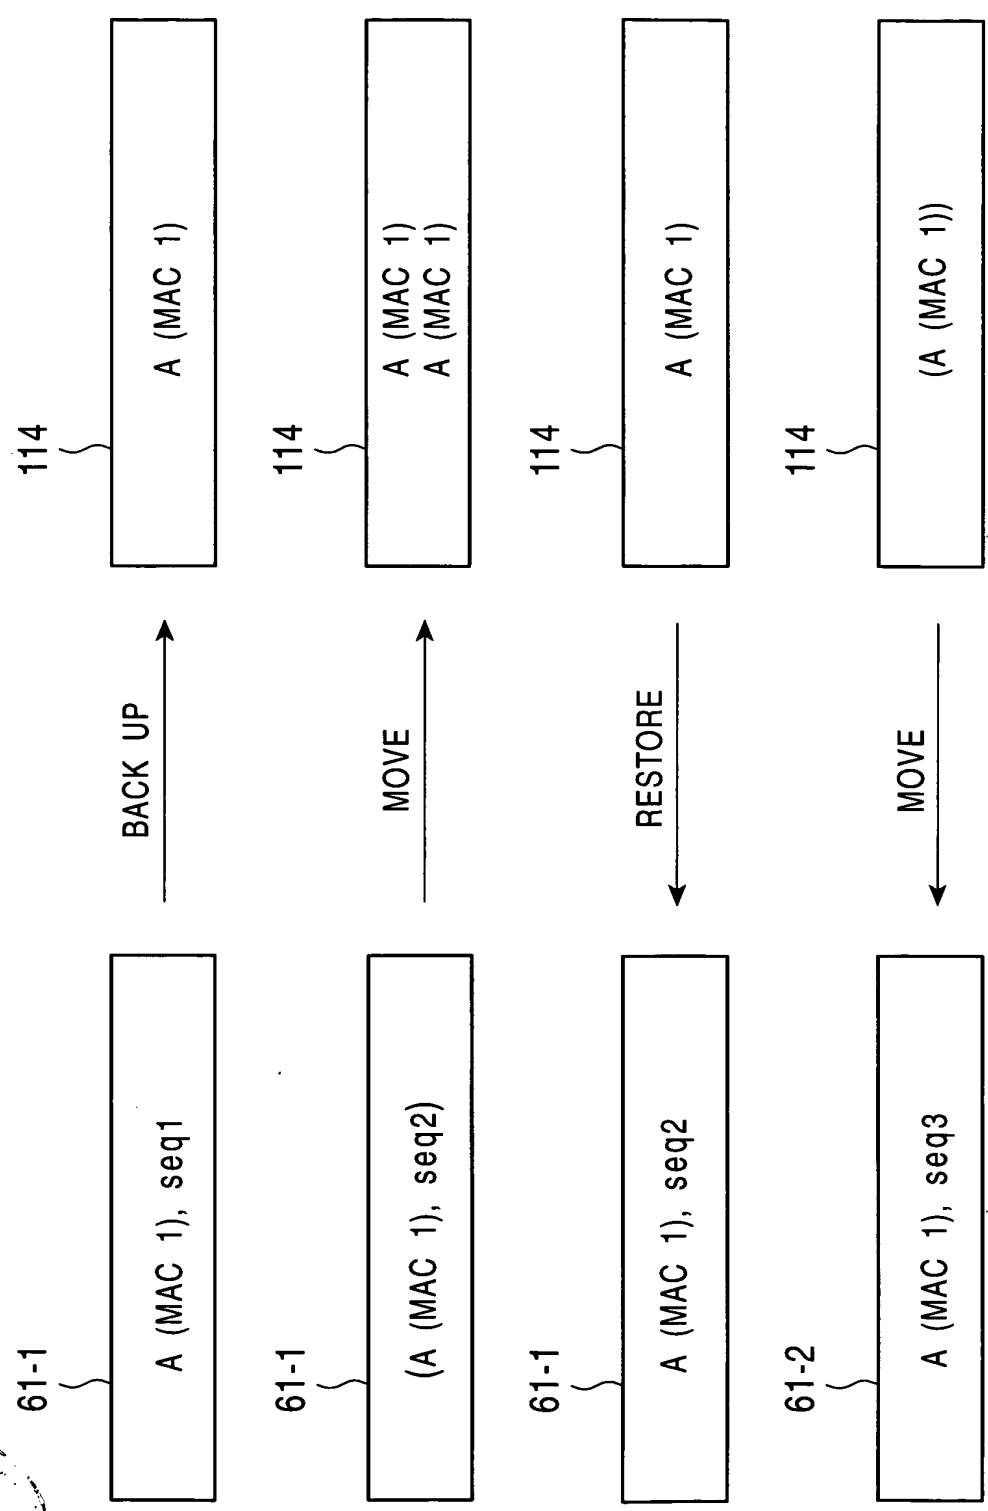 61-1
A (MAC 1), seq1
BACK UP
114
A (MAC 1)
61-1
(A (MAC 1), seq2)
MOVE
114
A (MAC 1)
A (MAC 1)
61-1
A (MAC 1), seq2
RESTORE
114
A (MAC 1)
61-2
A (MAC 1), seq3
MOVE
114
(A (MAC 1))